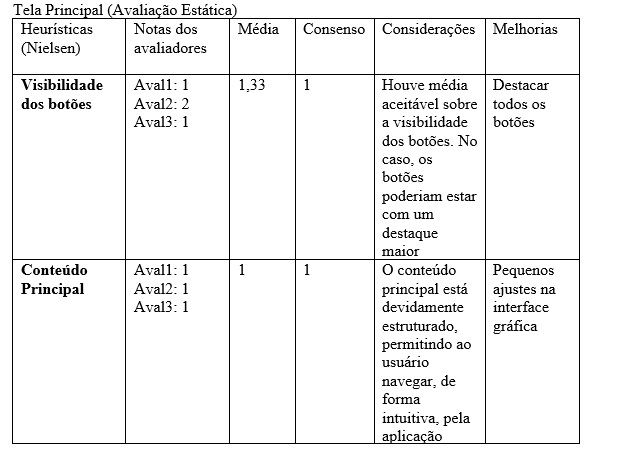 Tela Principal (Avaliação Estática)
Heurísticas
(Nielsen)
Notas dos
avaliadores
Média
Consenso
Considerações
Melhorias
Visibilidade
dos botões
Aval1: 1
Aval2: 2
Aval3: 1
1,33
1
Houve média
aceitável sobre
a visibilidade
dos botões. No
caso, os
botões
poderiam estar
com um
destaque
maior
Destacar
todos os
botões
Conteúdo
Principal
Aval1: 1
Aval2: 1
Aval3: 1
1
1
O conteúdo
principal está
devidamente
estruturado,
permitindo ao
usuário
navegar, de
forma
intuitiva, pela
aplicação
Pequenos
ajustes na
interface
gráfica